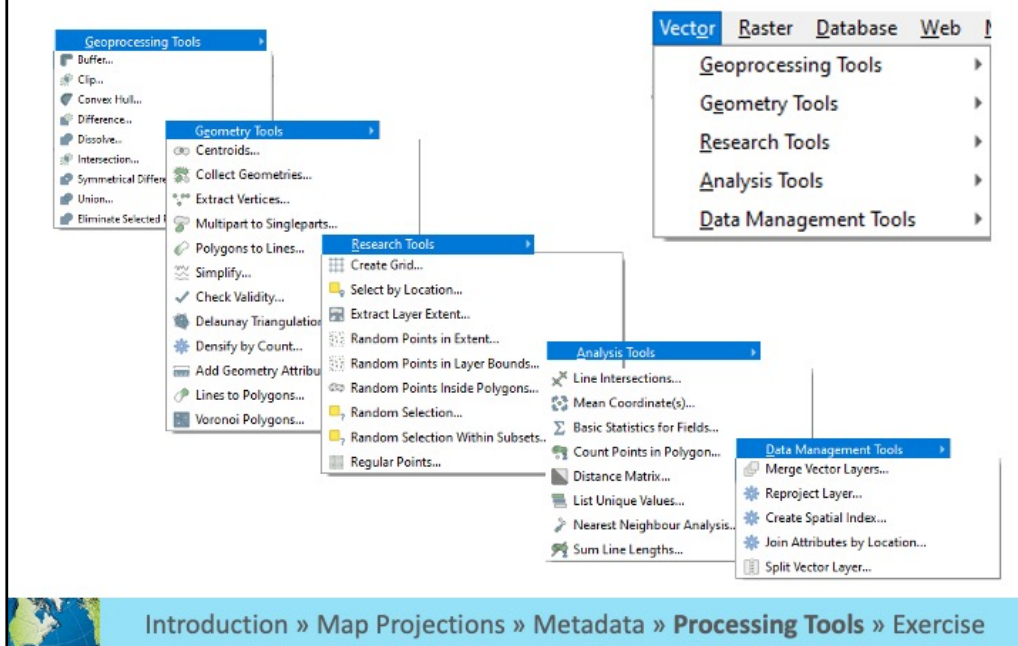 Geoprocessing Tools
Buffer...
Clip...
Convex Hull...
Difference...
Dissolve...
Intersection...
Symmetrical Differe
Union...
Eliminate Selected
Geometry Tools
Centroids...
Collect Geometries...
Extract Vertices...
Multipart to Singleparts...
Polygons to Lines...
Simplify...
Check Validity...
Delaunay Triangulation
Densify by Count...
Add Geometry Attribu
Lines to Polygons...
Voronoi Polygons...
Research Tools
Create Grid...
Select by Location...
Extract Layer Extent...
Random Points in Extent...
Random Points in Layer Bounds...
Random Points Inside Polygons...
Random Selection...
Random Selection Within Subsets..
Regular Points...
Analysis Tools
Line Intersections...
Mean Coordinate(s)...
Basic Statistics for Fields...
Count Points in Polygon...
Distance Matrix...
List Unique Values...
Nearest Neighbour Analysis..
Sum Line Lengths...
Data Management Tools
Merge Vector Layers...
Reproject Layer...
Create Spatial Index...
Join Attributes by Location...
Split Vector Layer...
Vector Raster Database Web
Geoprocessing Tools
Geometry Tools
Research Tools
Analysis Tools
Data Management Tools
Introduction » Map Projections » Metadata » Processing Tools » Exercise